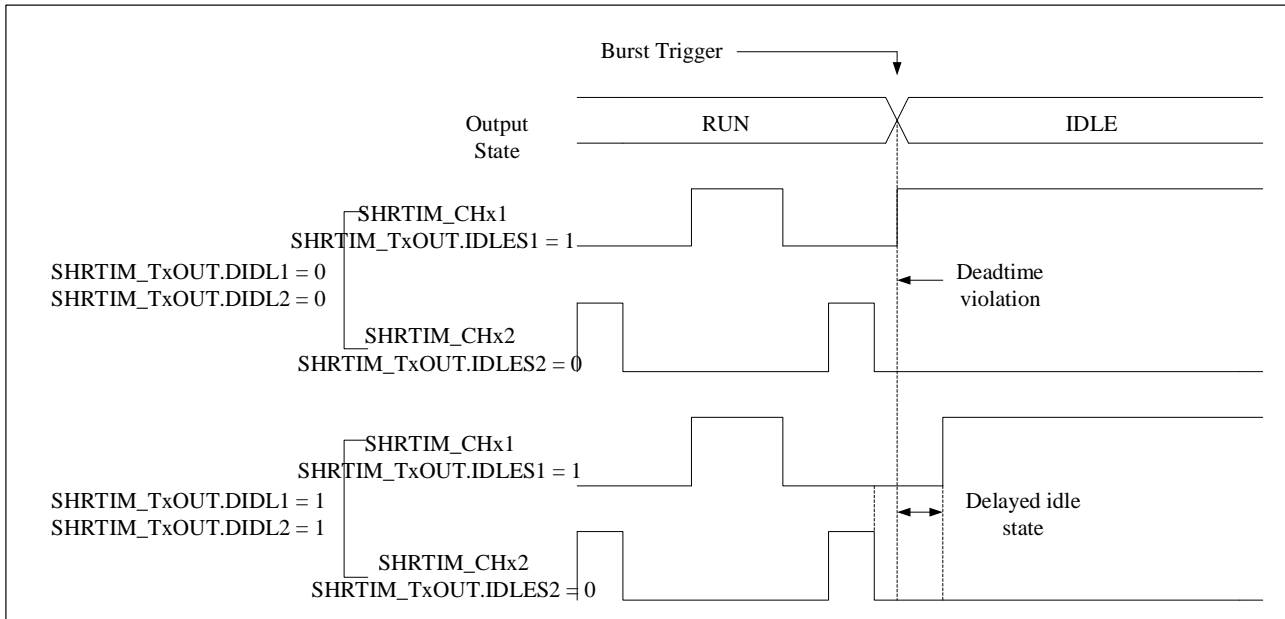 Burst Trigger
Output
State
RUN
IDLE
SHRTIM_CHx1
SHRTIM_TxOUT.IDLES1 = 1
SHRTIM_TxOUT.DIDL1 = 0
SHRTIM_TxOUT.DIDL2 = 0
Deadtime
violation
SHRTIM_CHx2
SHRTIM_TxOUT.IDLES2 = 0
SHRTIM_CHx1
SHRTIM_TxOUT.IDLES1 = 1
SHRTIM_TxOUT.DIDL1 = 1
SHRTIM_TxOUT.DIDL2 = 1
Delayed idle
state
SHRTIM_CHx2
SHRTIM_TxOUT.IDLES2 = 0